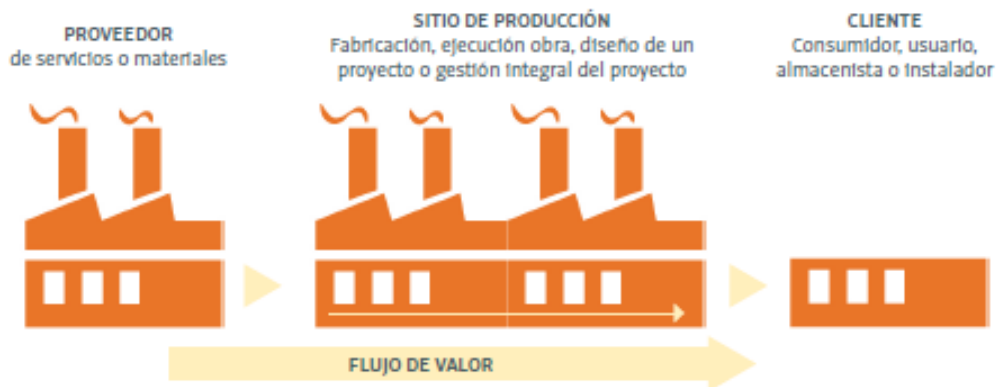 PROVEEDOR
de servicios o materiales
SITIO DE PRODUCCIÓN
Fabricación, ejecución obra, diseño de un
proyecto o gestión integral del proyecto
CLIENTE
Consumidor, usuario,
almacenista o instalador
FLUJO DE VALOR